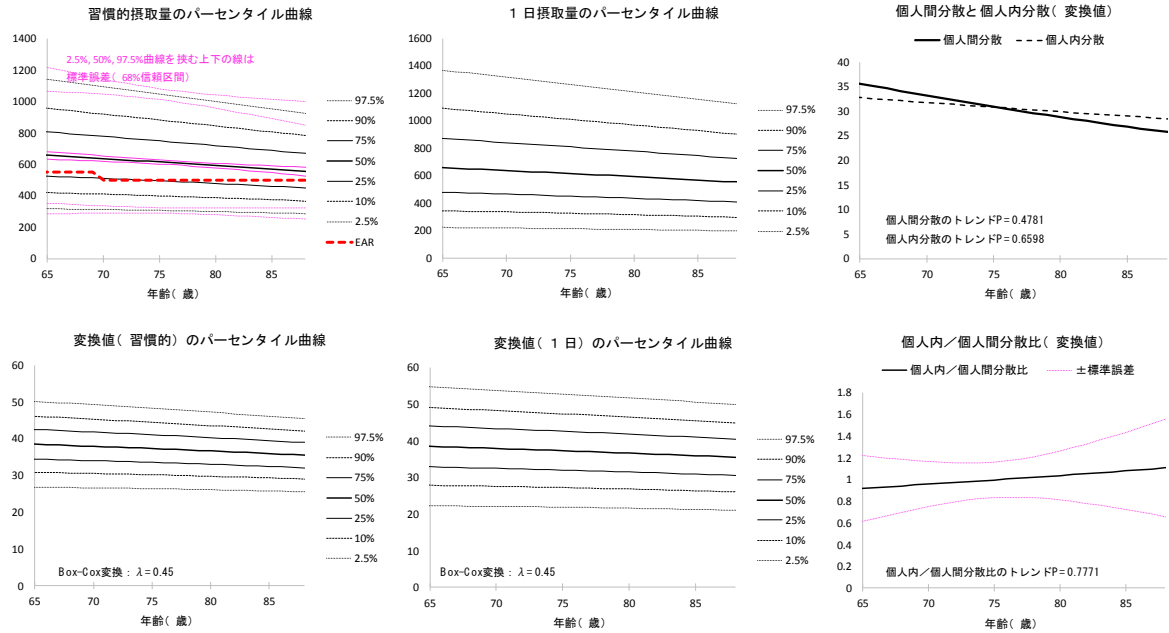 習慣的摂取量のパーセンタイル曲線
1400
1200
1000
800
600
400
200
0
2.5%, 50%, 97.5%曲線を挟む上下の線は
標準誤差( 68%信頼区間)
97.5%
90%
75%
50%
25%
10%
2.5%
EAR
65 70 75 80 85
年齢( 歳)
1 日摂取量のパーセンタイル曲線
1600
1400
1200
1000
800
600
400
200
0
97.5%
90%
75%
50%
25%
10%
2.5%
65 70 75 80 85
年齢( 歳)
個人間分散と個人内分散( 変換値)
個人間分散 個人内分散
40
35
30
25
20
15
10
5
0
個人間分散のトレンドP = 0.4781
個人内分散のトレンドP = 0.6598
65 70 75 80 85
年齢( 歳)
変換値( 習慣的) のパーセンタイル曲線
60
50
40
30
20
10
0
97.5%
90%
75%
50%
25%
10%
2.5%
Box-Cox変換 : λ = 0.45
65 70 75 80 85
年齢( 歳)
変換値( 1 日) のパーセンタイル曲線
60
50
40
30
20
10
0
97.5%
90%
75%
50%
25%
10%
2.5%
Box-Cox変換 : λ = 0.45
65 70 75 80 85
年齢( 歳)
個人内／個人間分散比( 変換値)
個人内／個人間分散比 ±標準誤差
1.8
1.6
1.4
1.2
1
0.8
0.6
0.4
0.2
0
個人内／個人間分散比のトレンドP = 0.7771
65 70 75 80 85
年齢( 歳)